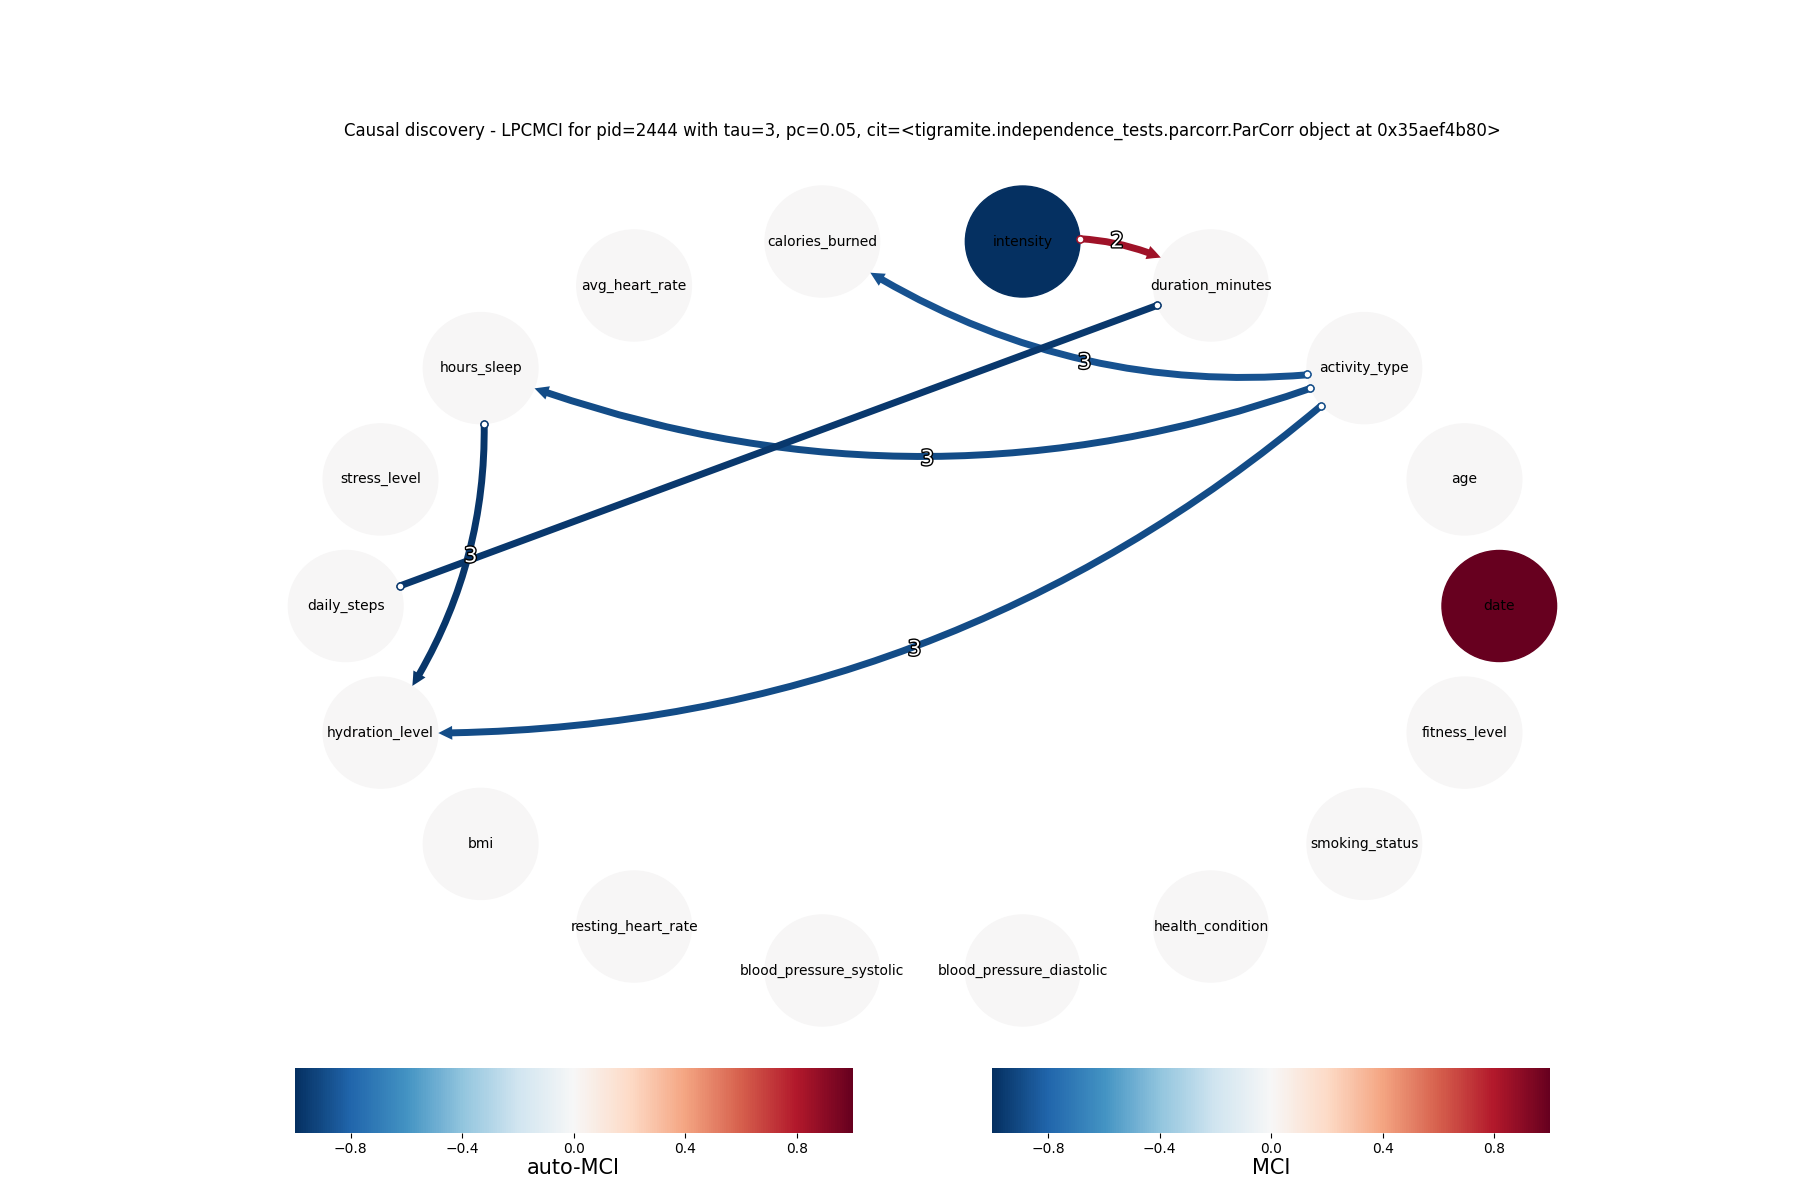 Causal discovery - LPCMCI for pid=2444 with tau=3, pc=0.05, cit=<tigramite.independence_tests.parcorr.ParCorr object at 0x35aef4b80>
calories_burned
intensity
2
avg_heart_rate
duration_minutes
3
hours_sleep
activity_type
3
stress_level
age
3
daily_steps
date
3
hydration_level
fitness_level
bmi
smoking_status
resting_heart_rate
health_condition
blood_pressure_systolic
blood_pressure_diastolic
−0.8 −0.4 0.0 0.4 0.8
auto-MCI
−0.8 −0.4 0.0 0.4 0.8
MCI